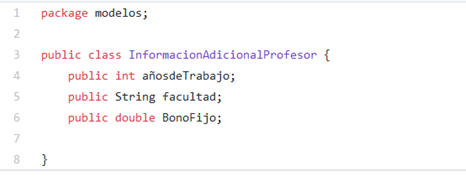 1 package modelos;
2
3 public class InformacionAdicionalProfesor {
4     public int añosdeTrabajo;
5     public String facultad;
6     public double BonoFijo;
7
8 }